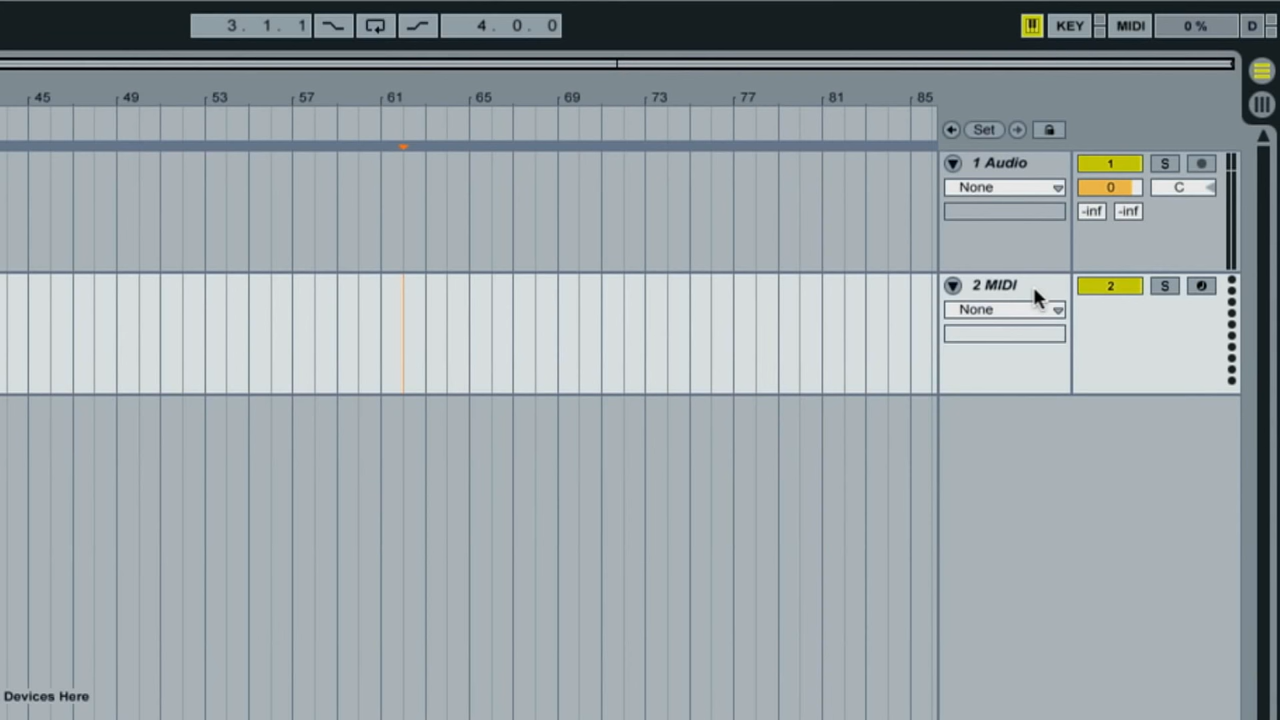 3. 1. 1 4. 0. 0 KEY MIDI 0 % D
45 49 53 57 61 65 69 73 77 81 85
Set
1 Audio 1 S
None 0 C
-inf -inf
2 MIDI 2 S
None
Devices Here